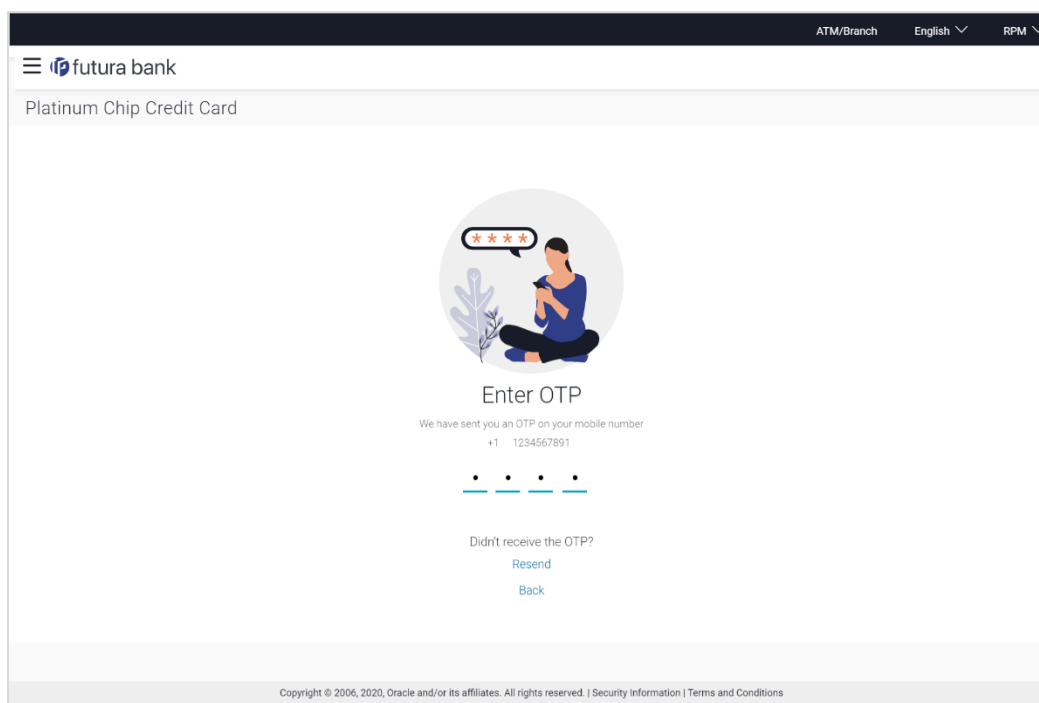 ATM/Branch English RPM
futura bank
Platinum Chip Credit Card
* * * *
Enter OTP
We have sent you an OTP on your mobile number
+1 1234567891
• • • •
Didn't receive the OTP?
Resend
Back
Copyright © 2006, 2020, Oracle and/or its affiliates. All rights reserved. | Security Information | Terms and Conditions